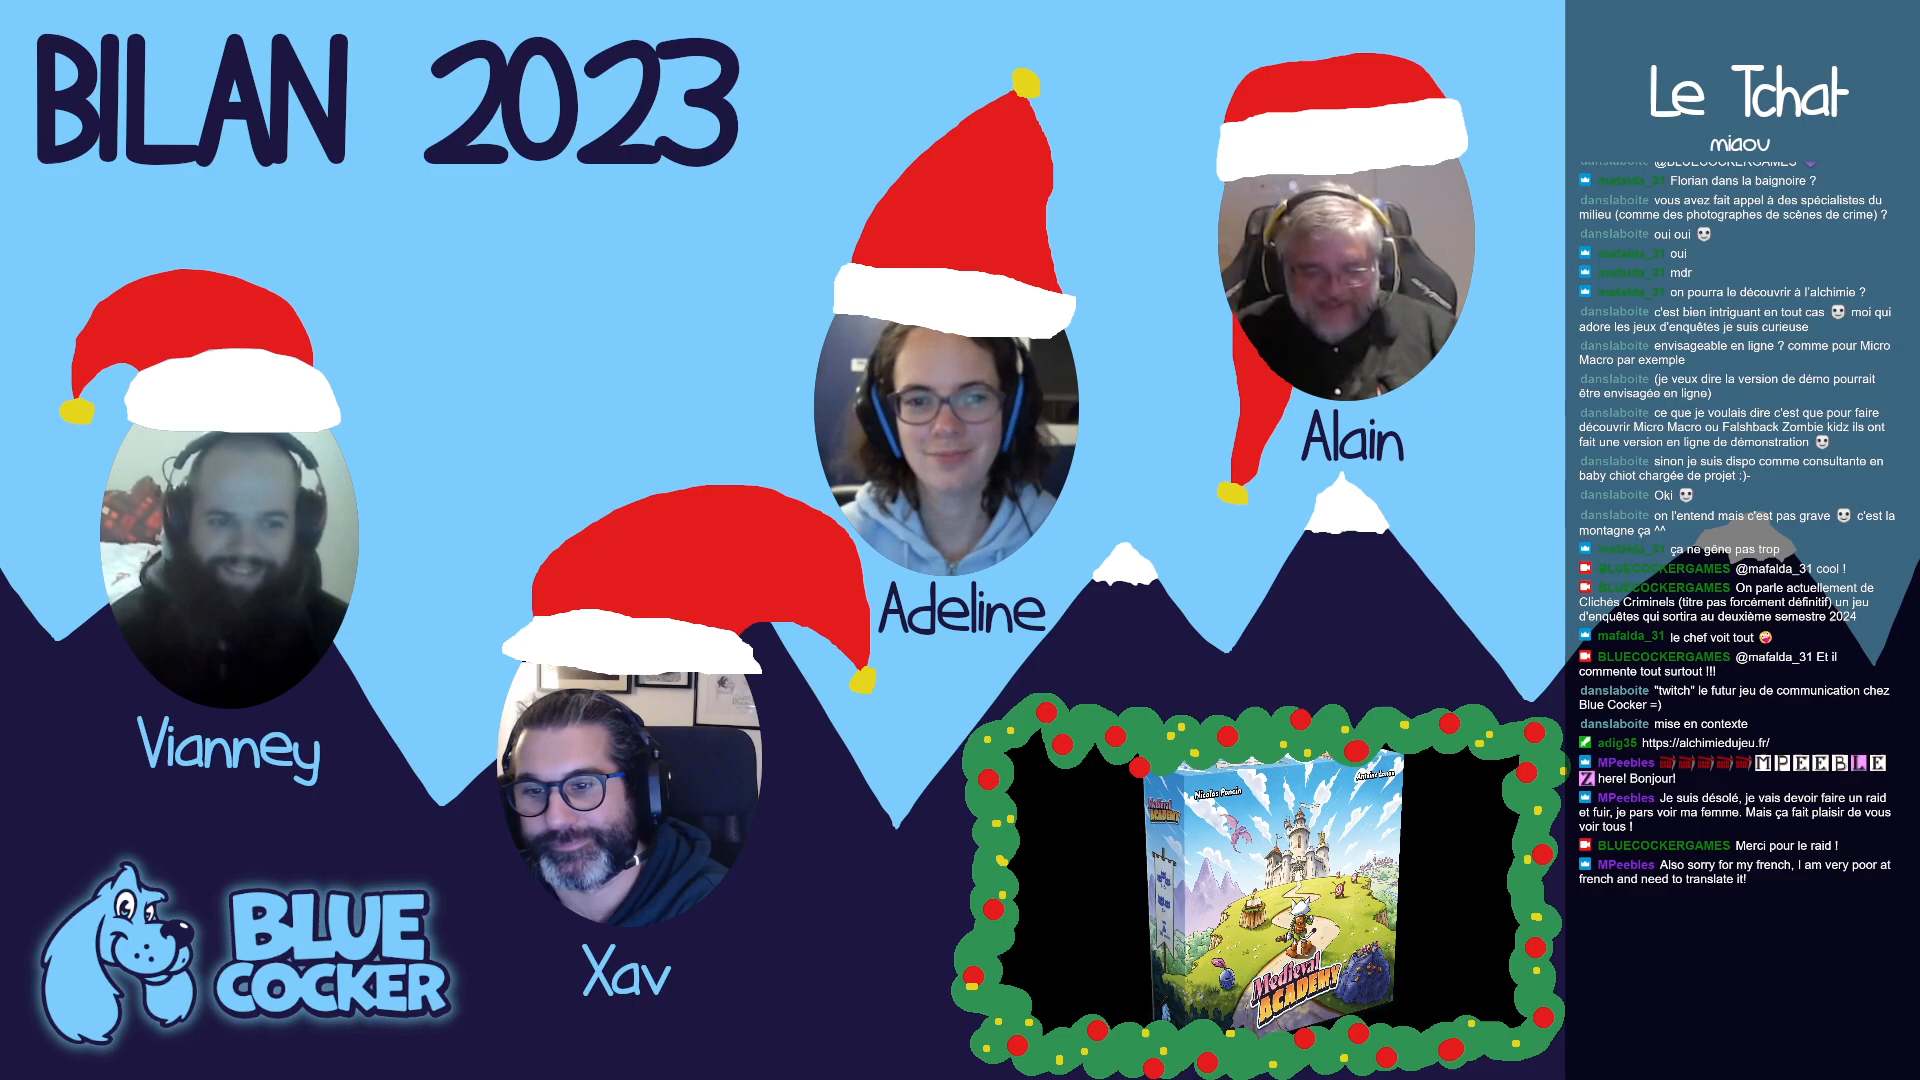 BILAN 2023
Vianney
Xav
Adeline
Alain
BLUE
COCKER
Nicolas Poncin
Antoine Lanau
Medieval
ACADEMY
Medieval
ACADEMY
Le Tchat
miaou
danslaboite @BLUECOCKERGAMES
mafalda_31 Florian dans la baignoire ?
danslaboite vous avez fait appel à des spécialistes du
milieu (comme des photographes de scènes de crime) ?
danslaboite oui oui
mafalda_31 oui
mafalda_31 mdr
mafalda_31 on pourra le découvrir à l'alchimie ?
danslaboite c'est bien intriguant en tout cas moi qui
adore les jeux d'enquêtes je suis curieuse
danslaboite envisageable en ligne ? comme pour Micro
Macro par exemple
danslaboite (je veux dire la version de démo pourrait
être envisagée en ligne)
danslaboite ce que je voulais dire c'est que pour faire
découvrir Micro Macro ou Falshback Zombie kidz ils ont
fait une version en ligne de démonstration
danslaboite sinon je suis dispo comme consultante en
baby chiot chargée de projet :)-
danslaboite Oki
danslaboite on l'entend mais c'est pas grave c'est la
montagne ça ^^
mafalda_31 ça ne gêne pas trop
BLUECOCKERGAMES @mafalda_31 cool !
BLUECOCKERGAMES On parle actuellement de
Clichés Criminels (titre pas forcément définitif) un jeu
d'enquêtes qui sortira au deuxième semestre 2024
mafalda_31 le chef voit tout
BLUECOCKERGAMES @mafalda_31 Et il
commente tout surtout !!!
danslaboite "twitch" le futur jeu de communication chez
Blue Cocker =)
danslaboite mise en contexte
adig35 https://alchimiedujeu.fr/
MPeebles MPEEBLE
Z here! Bonjour!
MPeebles Je suis désolé, je vais devoir faire un raid
et fuir, je pars voir ma femme. Mais ça fait plaisir de vous
voir tous !
BLUECOCKERGAMES Merci pour le raid !
MPeebles Also sorry for my french, I am very poor at
french and need to translate it!